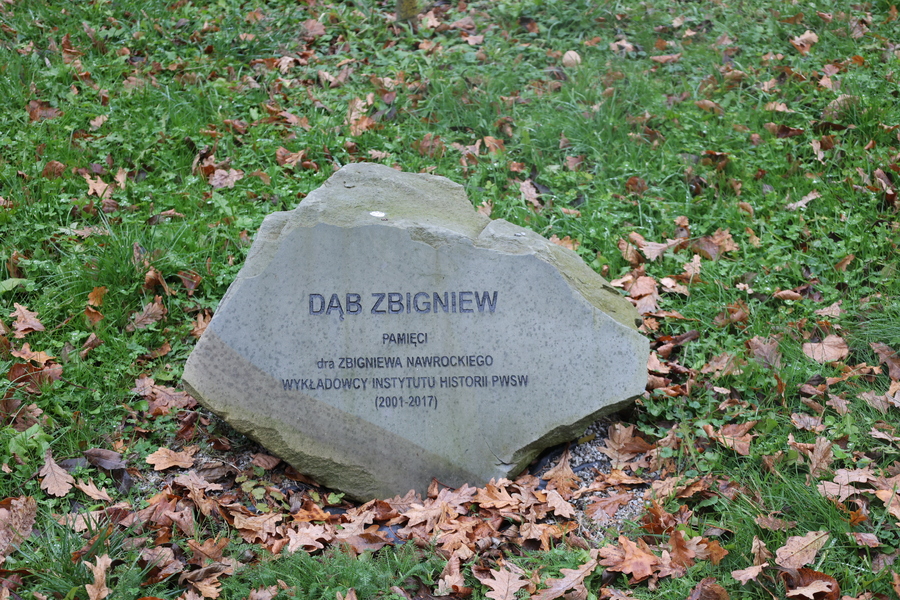 DĄB ZBIGNIEW
PAMIĘCI
dra ZBIGNIEWA NAWROCKIEGO
WYKŁADOWCY INSTYTUTU HISTORII PWSW
(2001-2017)